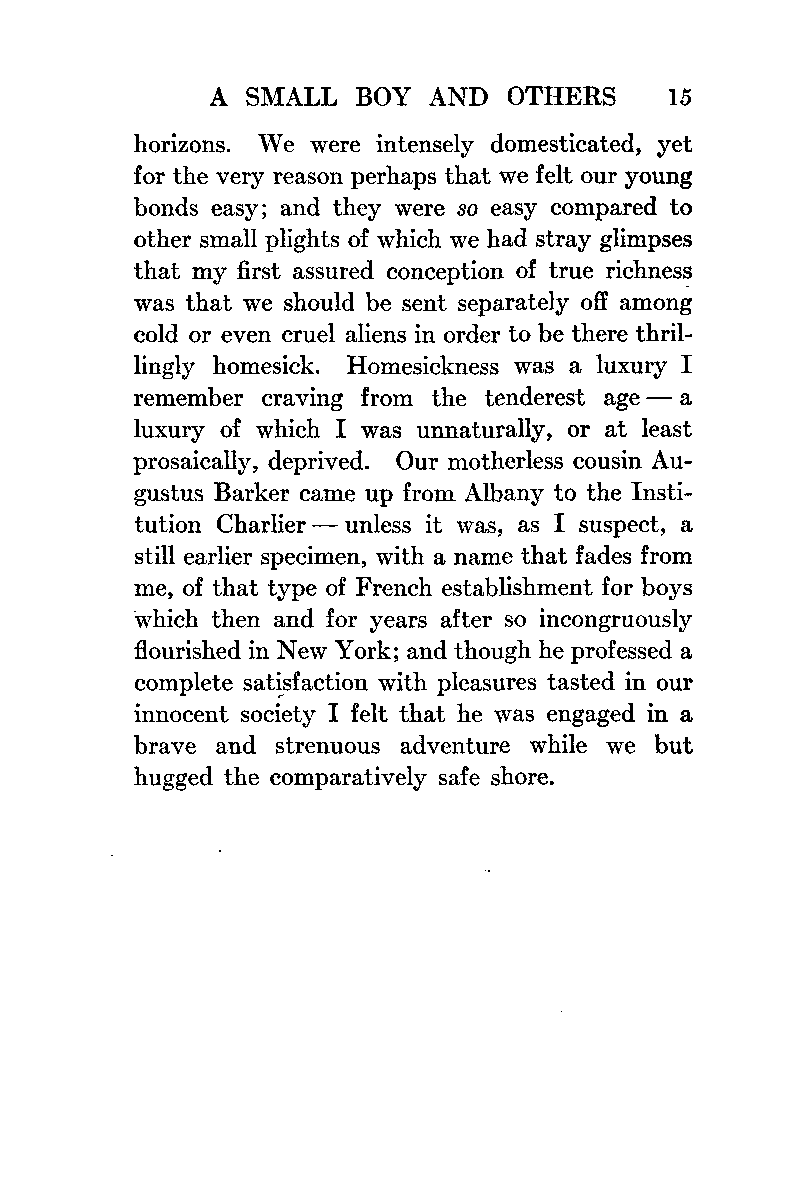 A SMALL BOY AND OTHERS 15
horizons. We were intensely domesticated, yet
for the very reason perhaps that we felt our young
bonds easy; and they were so easy compared to
other small plights of which we had stray glimpses
that my first assured conception of true richness
was that we should be sent separately off among
cold or even cruel aliens in order to be there thril-
lingly homesick. Homesickness was a luxury I
remember craving from the tenderest age — a
luxury of which I was unnaturally, or at least
prosaically, deprived. Our motherless cousin Au-
gustus Barker came up from Albany to the Insti-
tution Charlier — unless it was, as I suspect, a
still earlier specimen, with a name that fades from
me, of that type of French establishment for boys
which then and for years after so incongruously
flourished in New York; and though he professed a
complete satisfaction with pleasures tasted in our
innocent society I felt that he was engaged in a
brave and strenuous adventure while we but
hugged the comparatively safe shore.